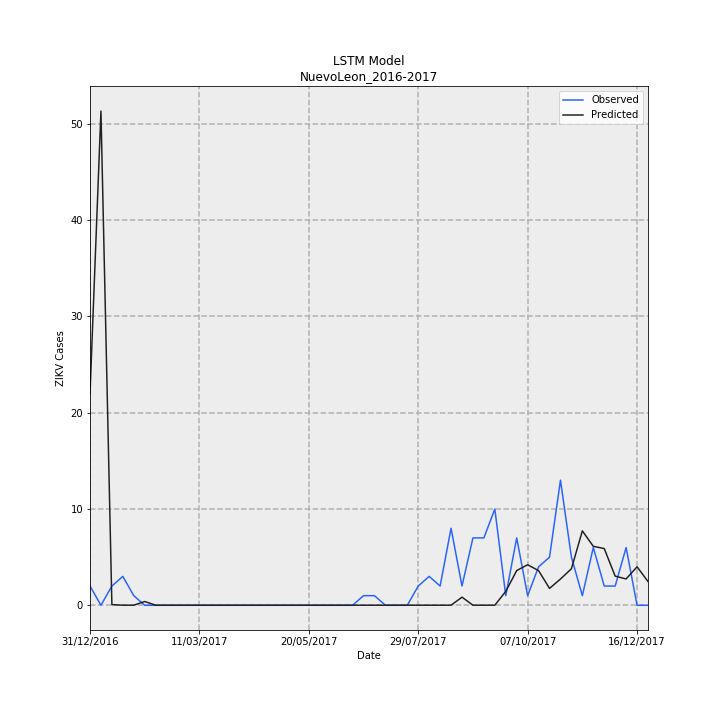 LSTM Model
NuevoLeon_2016-2017
Observed
Predicted
50
40
30
20
10
0
ZIKV Cases
31/12/2016
11/03/2017
20/05/2017
29/07/2017
07/10/2017
16/12/2017
Date